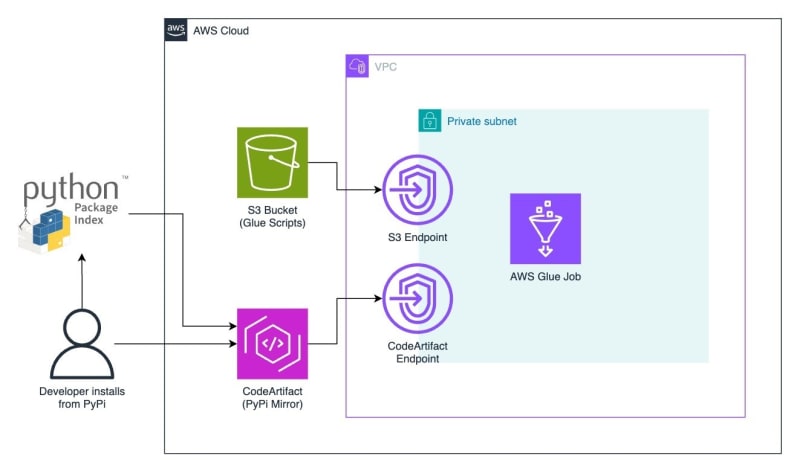 aws
AWS Cloud
VPC
Private subnet
python™
Package
Index
S3 Bucket
(Glue Scripts)
S3 Endpoint
AWS Glue Job
CodeArtifact
Endpoint
Developer installs
from PyPi
CodeArtifact
(PyPi Mirror)